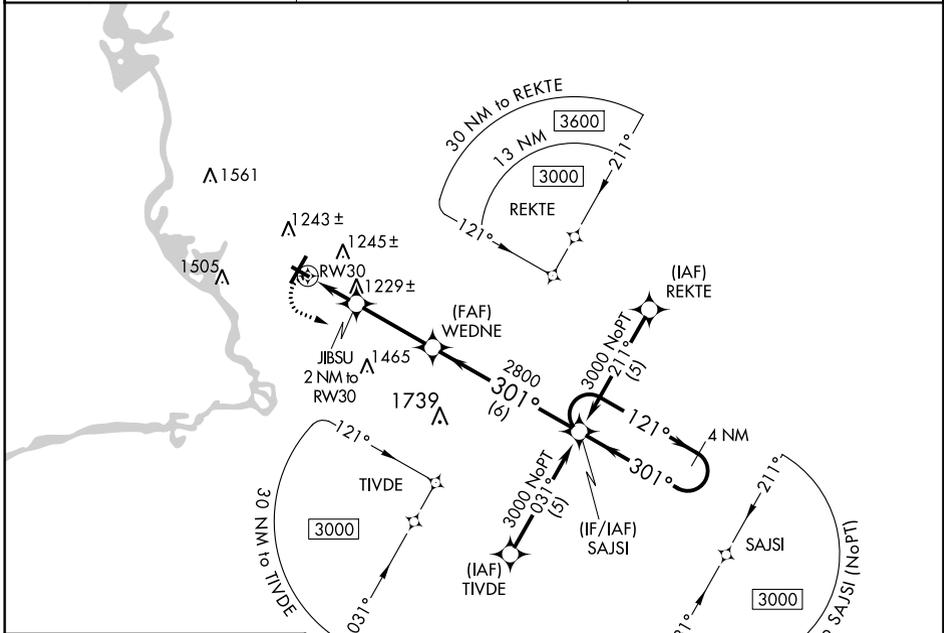 30 NM to REKTE
3600
13 NM
3000
211°
REKTE
121°
1561
1243 ±
1245 ±
1505
RW30
1229 ±
(FAF)
WEDNE
(IAF)
REKTE
JIBSU
2 NM to
RW30
1465
1739
2800
301°
(6)
3000 NoPT
211°
(5)
121°
4 NM
301°
3000 NoPT
031°
(5)
(IF/IAF)
SAJSI
(IAF)
TIVDE
121°
TIVDE
3000
30 NM to TIVDE
031°
211°
SAJSI
3000
SAJSI (NoPT)